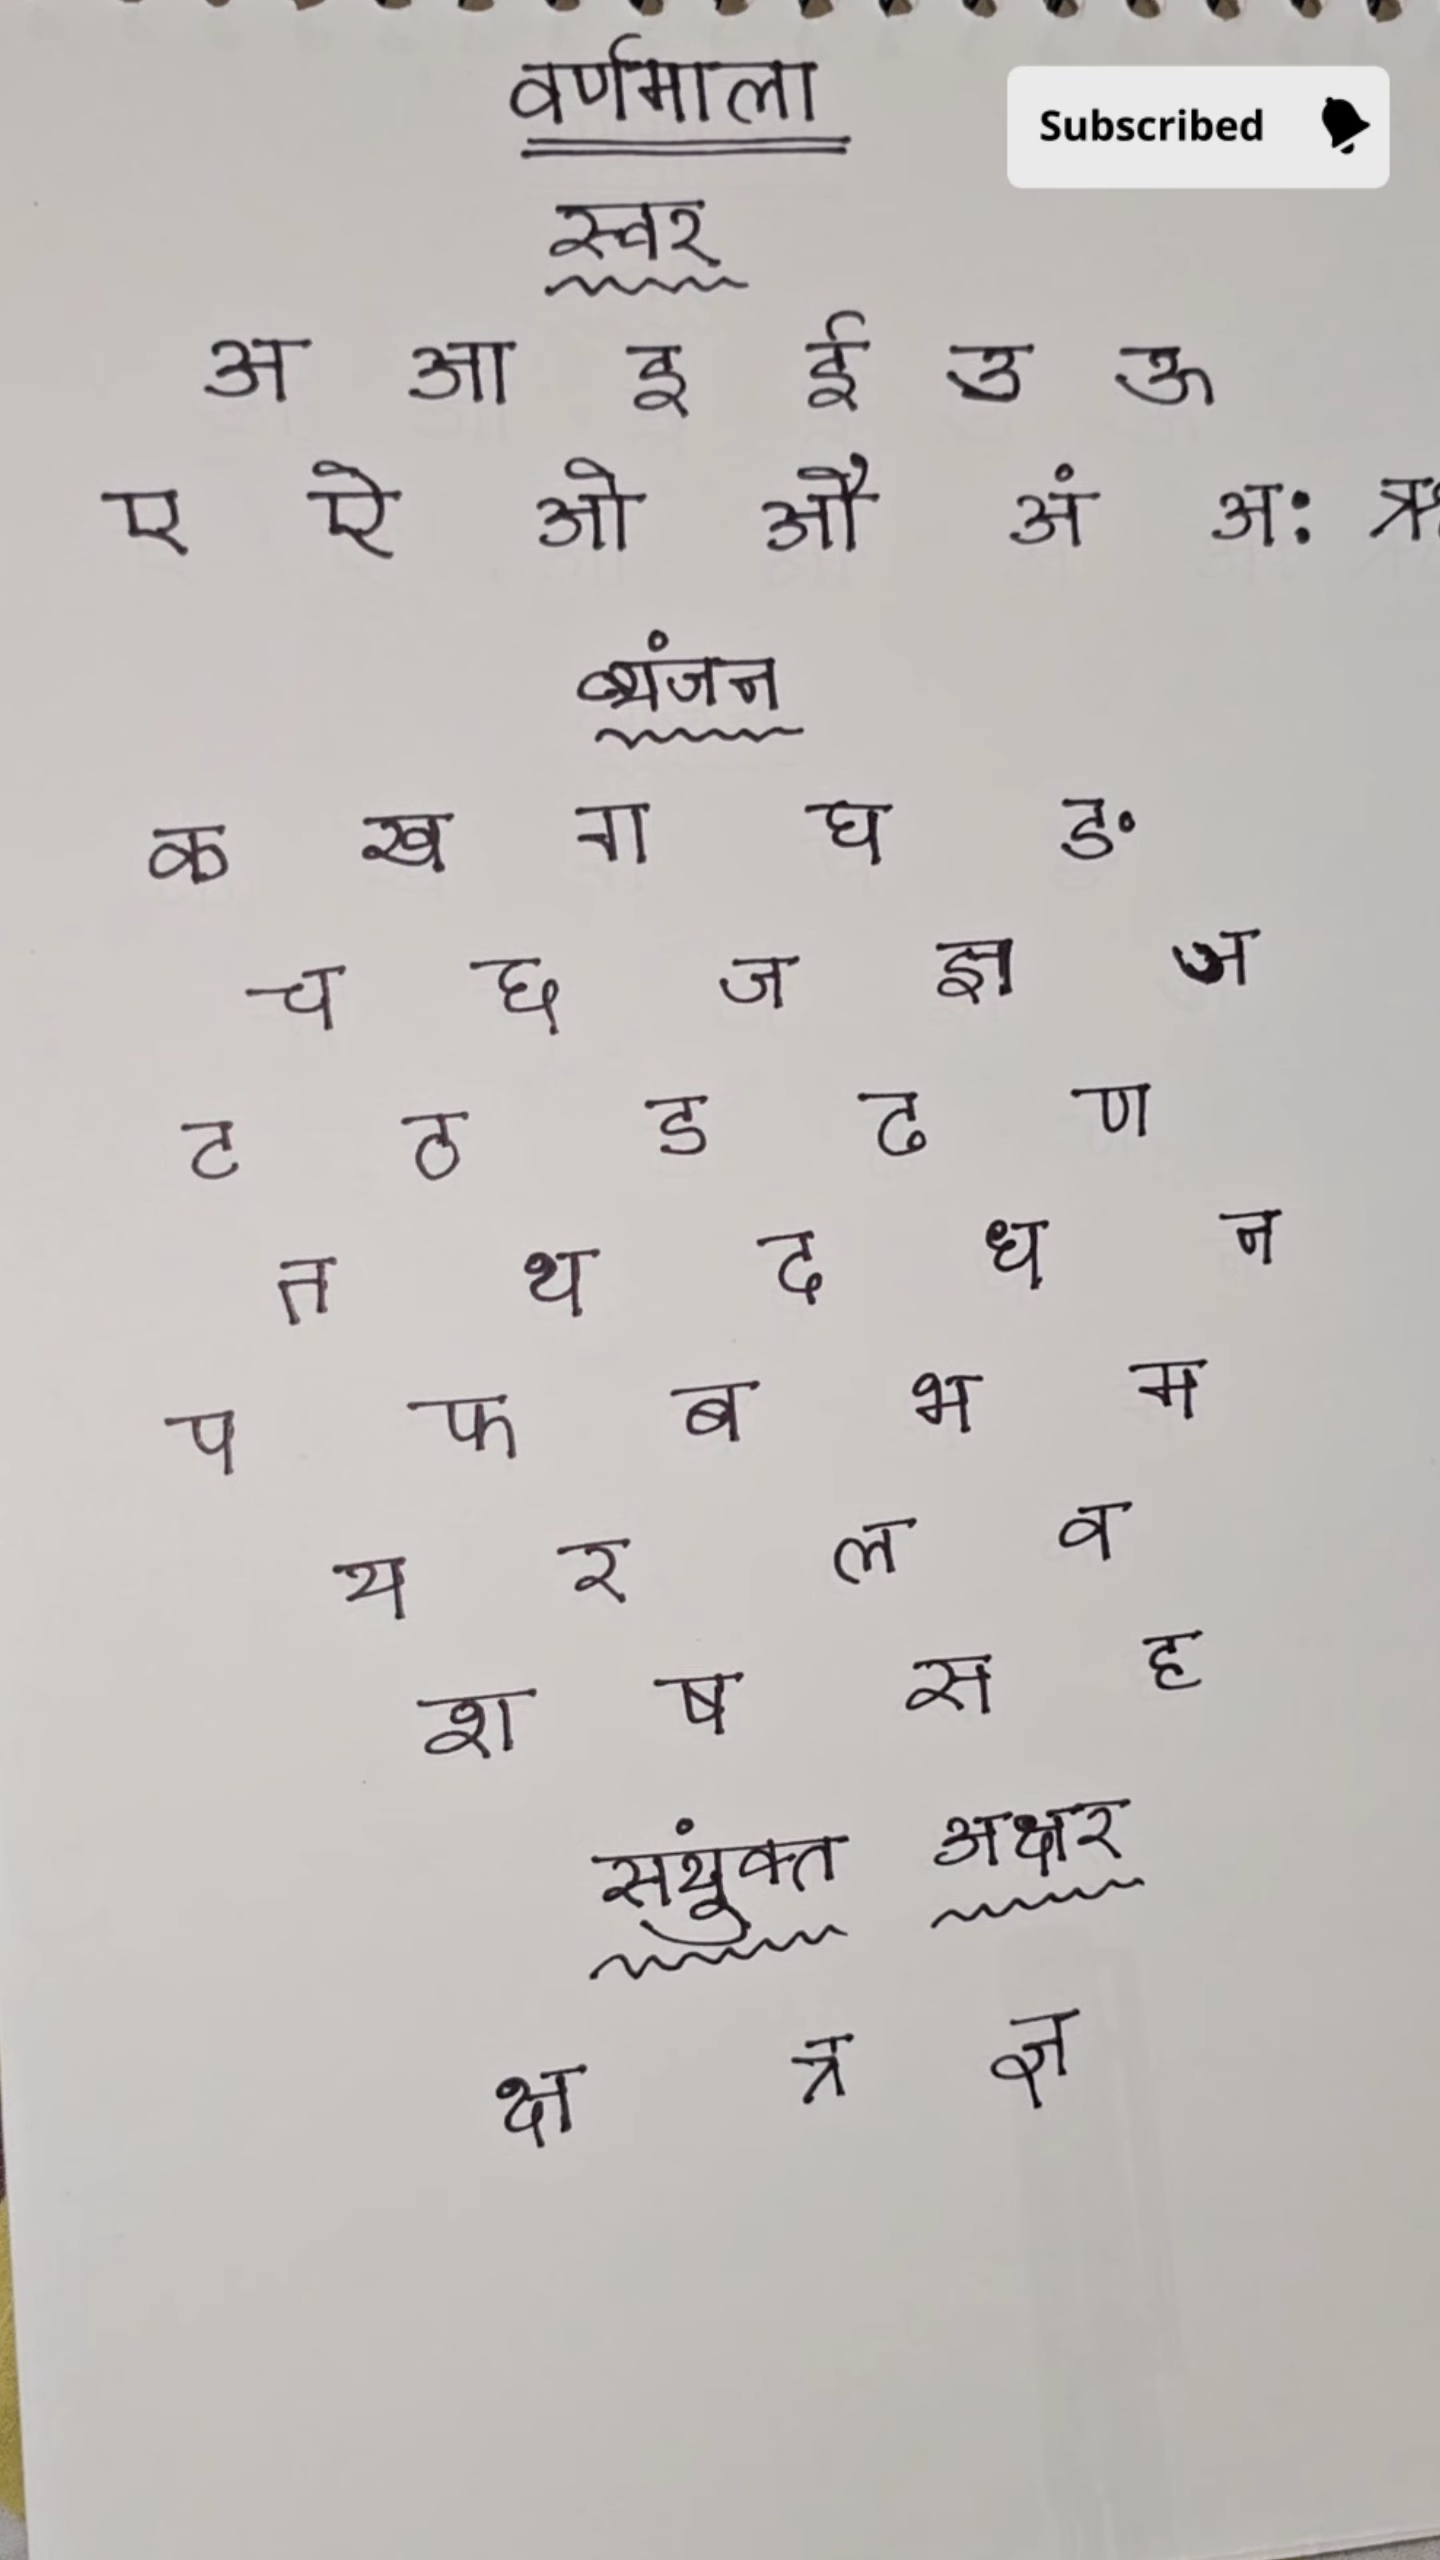 वर्णमाला
Subscribed
स्वर
अ आ इ ई उ ऊ
ए ऐ ओ औ अं अः ऋ
व्यंजन
क ख ग घ ङ
च छ ज झ ञ
ट ठ ड ढ ण
त थ द ध न
प फ ब भ म
य र ल व
श ष स ह
संयुक्त अक्षर
क्ष त्र ज्ञ